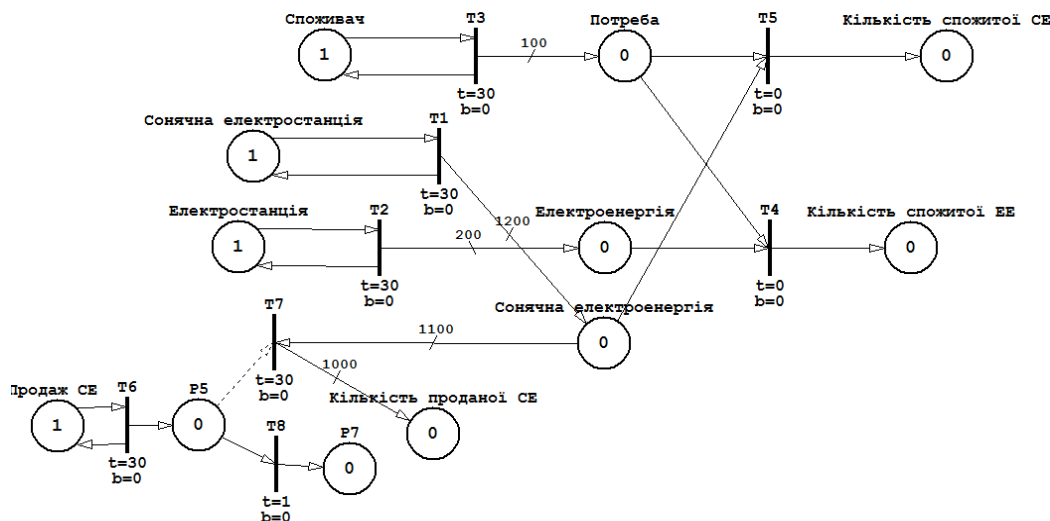 Споживач
T3
Потреба
T5
Кількість спожитої СЕ
1
100
0
0
t=30
b=0
t=0
b=0
Сонячна електростанція
T1
1
t=30
b=0
Електростанція
T2
1200
Електроенергія
T4
Кількість спожитої ЕЕ
1
200
0
0
t=30
b=0
t=0
b=0
T7
Сонячна електроенергія
1100
0
1000
t=30
b=0
Продаж СЕ
T6
P5
Кількість проданої СЕ
1
0
0
T8
P7
0
t=30
b=0
t=1
b=0